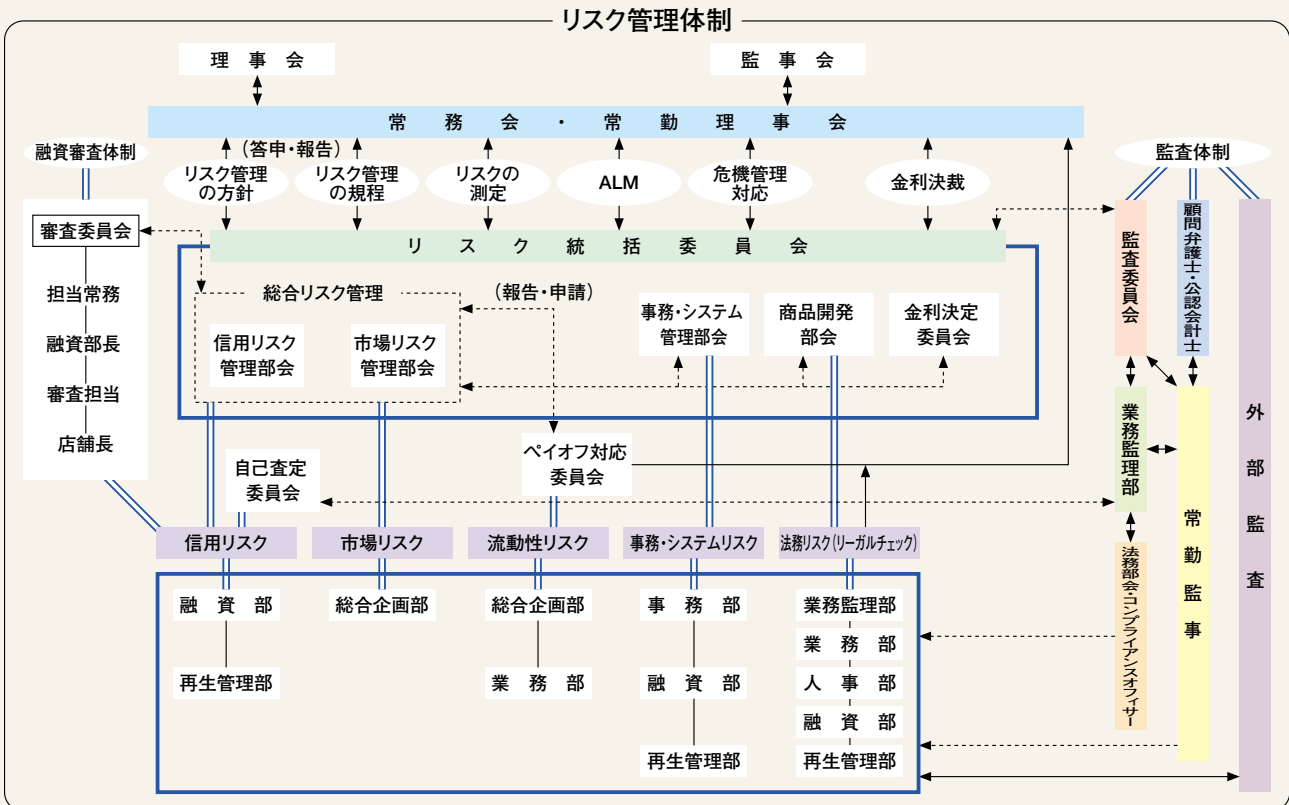 リスク管理体制
理事会
監事会
常務会・常勤理事会
(答申・報告)
融資審査体制
監査体制
リスク管理
の方針
リスク管理
の規程
リスクの
測定
ALM
危機管理
対応
金利決裁
審査委員会
担当常務
融資部長
審査担当
店舗長
リスク統括委員会
総合リスク管理
(報告・申請)
信用リスク
管理部会
市場リスク
管理部会
事務・システム
管理部会
商品開発
部会
金利決定
委員会
自己査定
委員会
ペイオフ対応
委員会
信用リスク
市場リスク
流動性リスク
事務・システムリスク
法務リスク(リーガルチェック)
融資部
再生管理部
総合企画部
総合企画部
業務部
事務部
融資部
再生管理部
業務監理部
業務部
人事部
融資部
再生管理部
監査委員会
顧問弁護士・公認会計士
業務監理部
法務部会・コンプライアンスオフィサー
常勤監事
外部監査